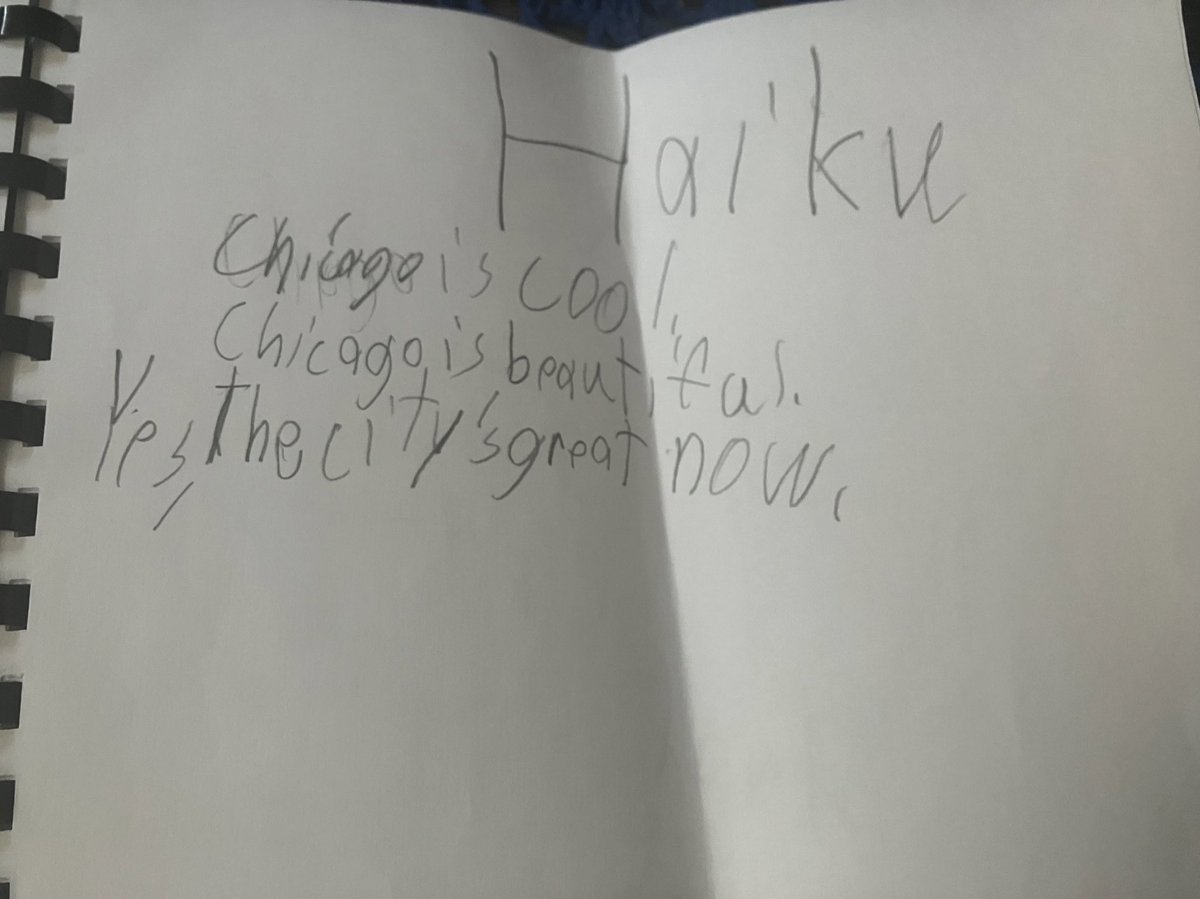 Haiku
Chicago is cool.
Chicago is beautiful.
Yes, the city's great now.